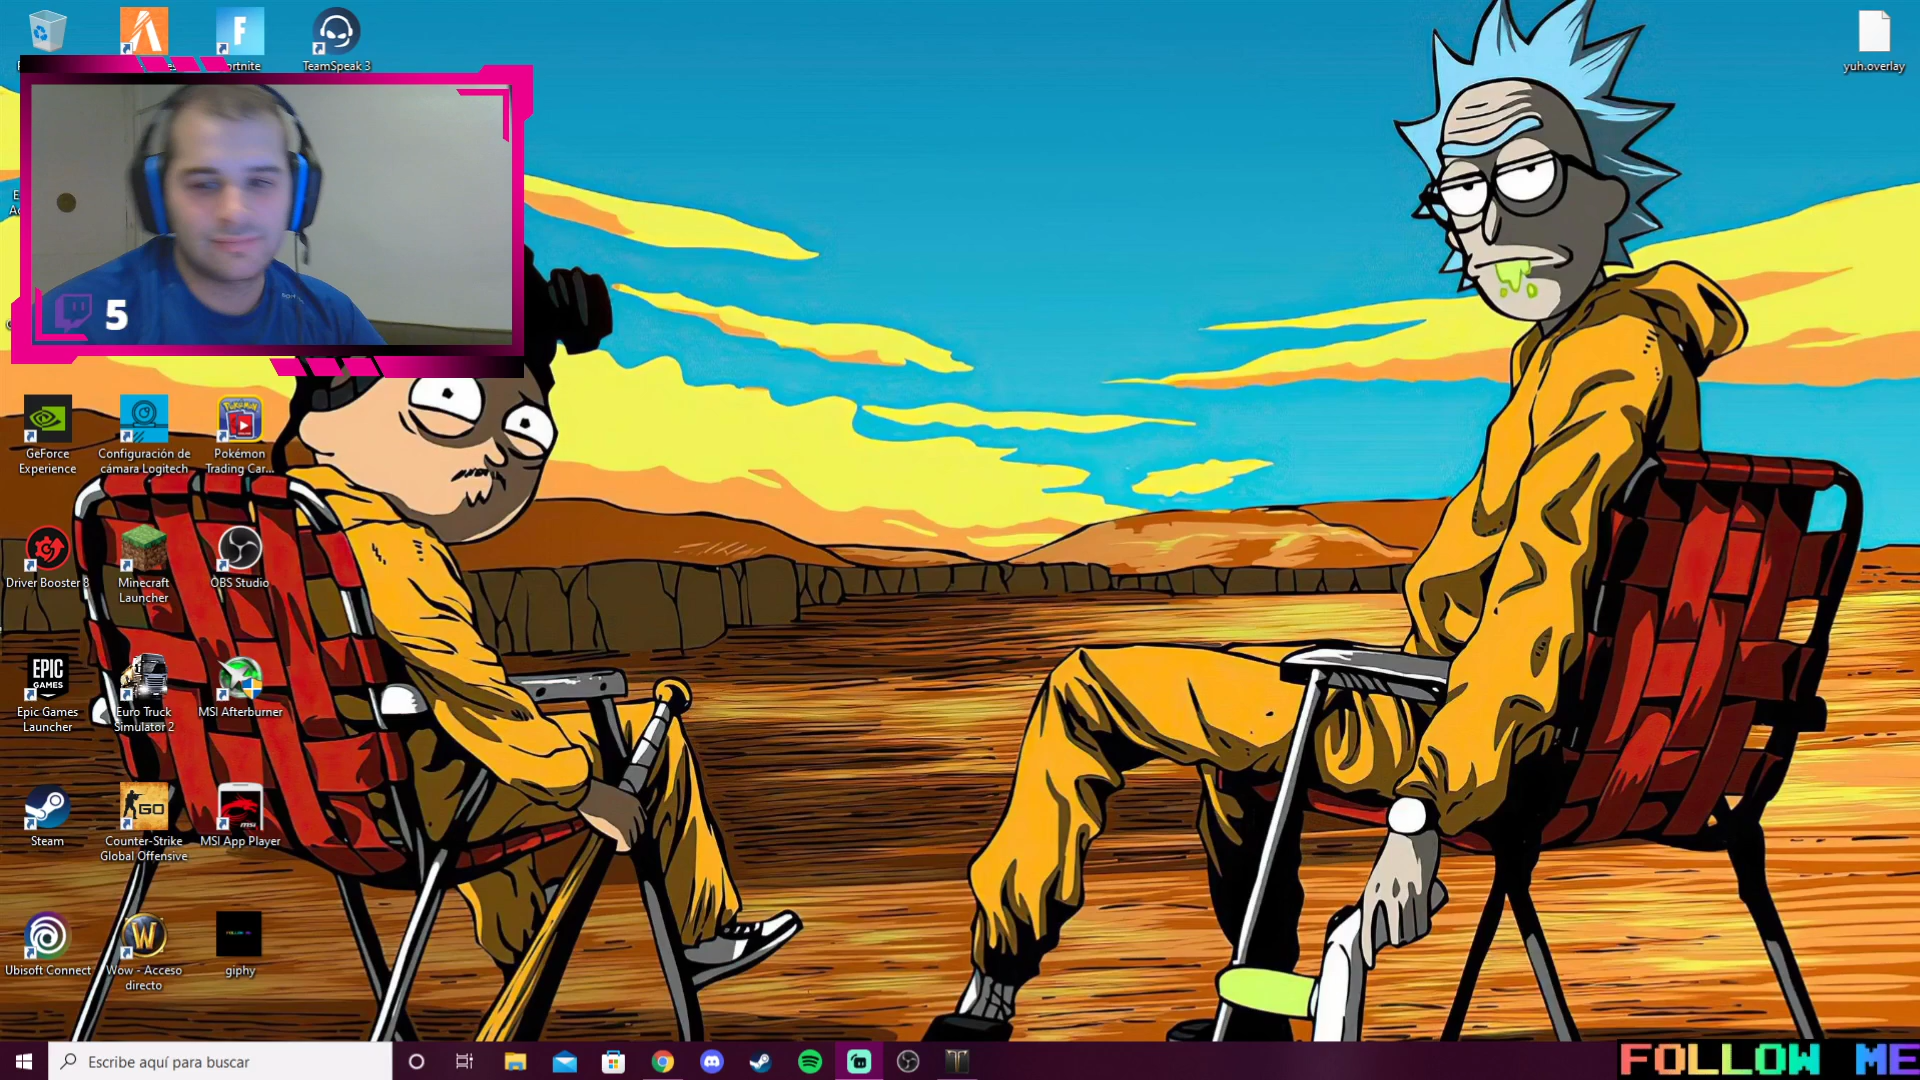 ortnite
TeamSpeak 3
yuh.overlay
5
GeForce
Experience
Configuración de
cámara Logitech
Pokémon
Trading Car...
Driver Booster 8
Minecraft
Launcher
OBS Studio
EPIC
GAMES
Epic Games
Launcher
Euro Truck
Simulator 2
MSI Afterburner
Steam
GO
Counter-Strike
Global Offensive
MSI App Player
Ubisoft Connect
W
Wow - Acceso
directo
giphy
Escribe aquí para buscar
FOLLOW ME